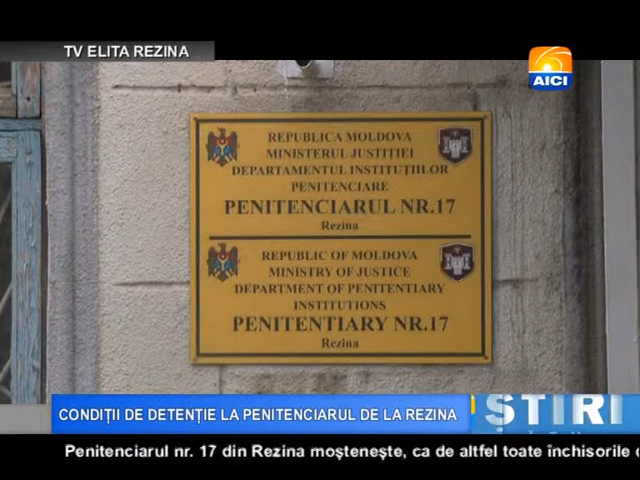 TV ELITA REZINA
AICI
REPUBLICA MOLDOVA
MINISTERUL JUSTIŢIEI
DEPARTAMENTUL INSTITUŢIILOR
PENITENCIARE
PENITENCIARUL NR.17
Rezina
REPUBLIC OF MOLDOVA
MINISTRY OF JUSTICE
DEPARTMENT OF PENITENTIARY
INSTITUTIONS
PENITENTIARY NR.17
Rezina
CONDIȚII DE DETENȚIE LA PENITENCIARUL DE LA REZINA
ȘTIRI
Penitenciarul nr. 17 din Rezina moștenește, ca de altfel toate închisorile